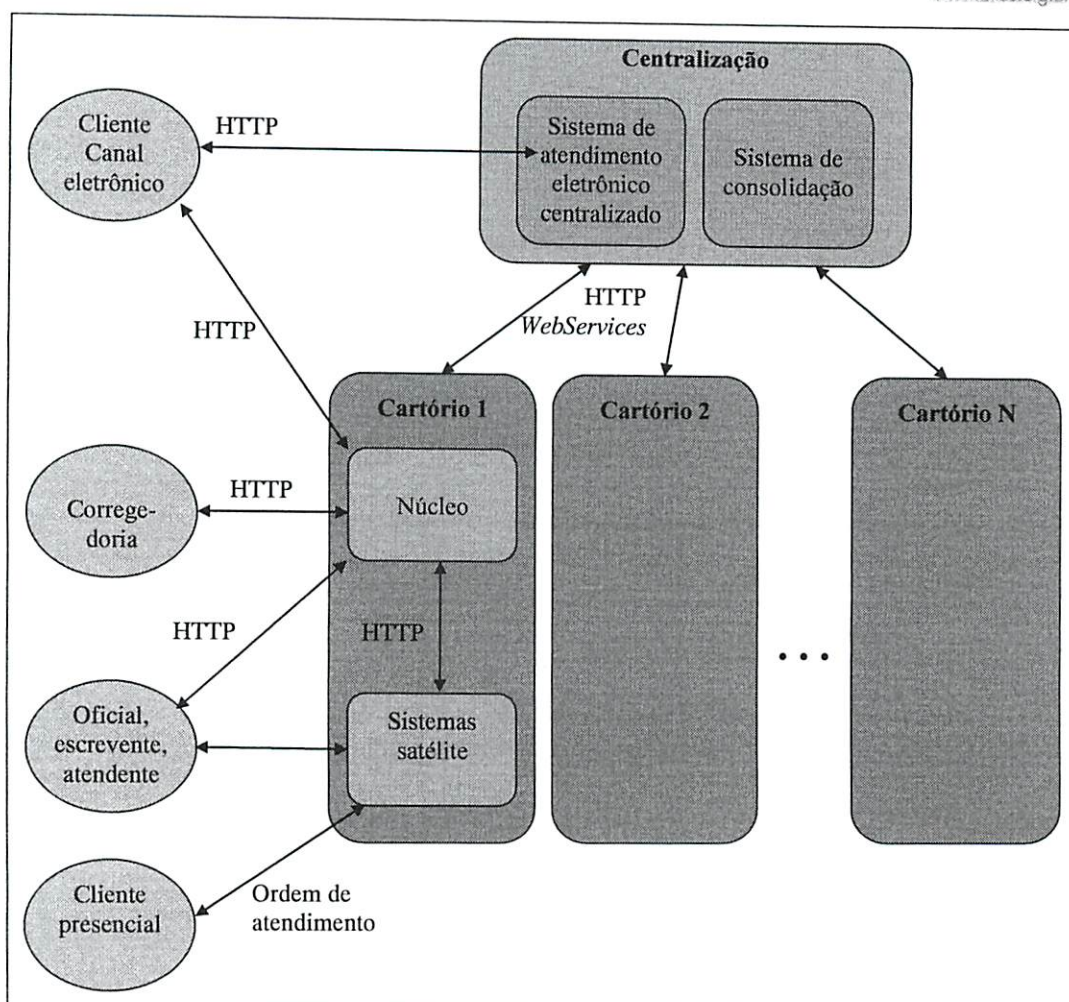 Centralização
Cliente
Canal
eletrônico
HTTP
Sistema de
atendimento
eletrônico
centralizado
Sistema de
consolidação
HTTP
HTTP
WebServices
Cartório 1
Cartório 2
Cartório N
Correge-
doria
HTTP
Núcleo
HTTP
HTTP
. . .
Oficial,
escrevente,
atendente
Sistemas
satélite
Cliente
presencial
Ordem de
atendimento